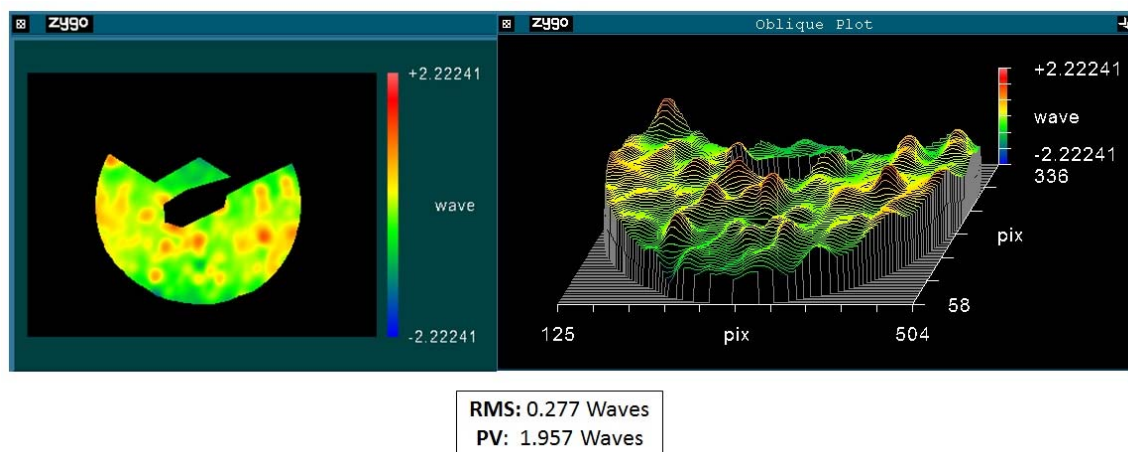 zygo
+2.22241
wave
-2.22241
zygo Oblique Plot
+2.22241
wave
-2.22241
336
pix
58
125 pix 504
RMS: 0.277 Waves
PV: 1.957 Waves